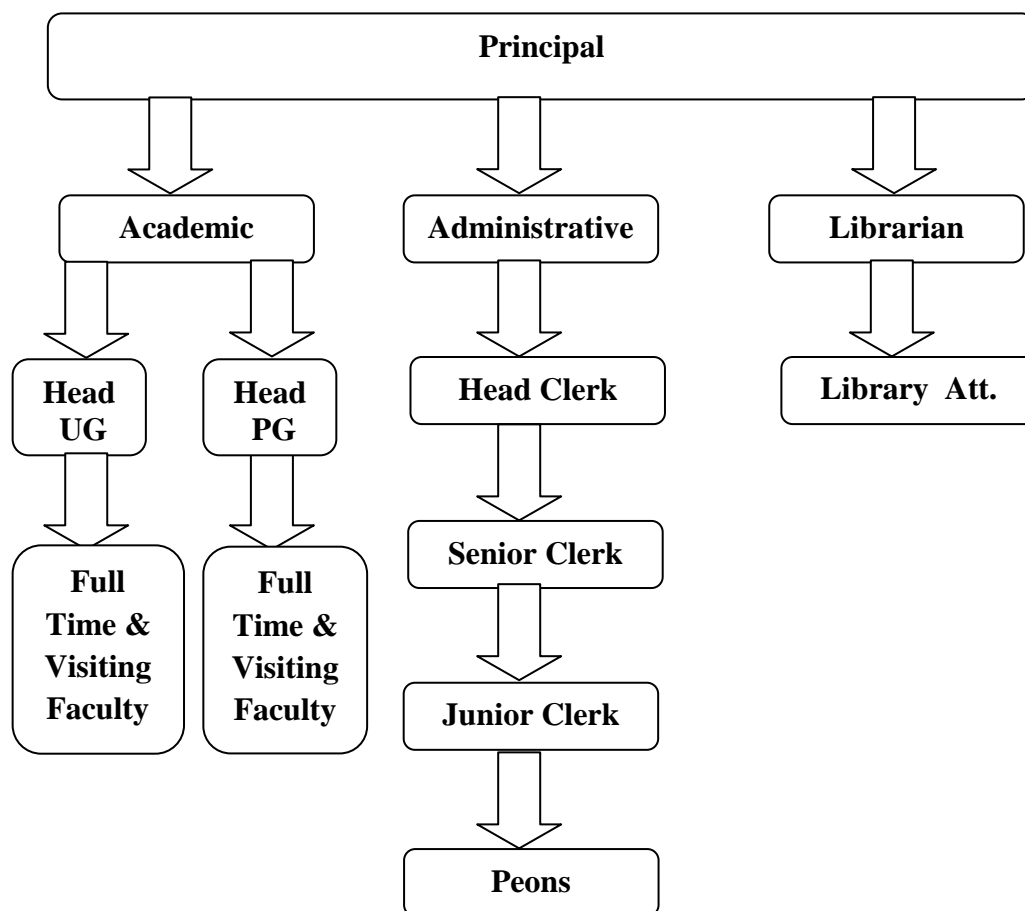 Principal
Academic
Administrative
Librarian
Head
UG
Head
PG
Head Clerk
Library Att.
Senior Clerk
Full
Time &
Visiting
Faculty
Full
Time &
Visiting
Faculty
Junior Clerk
Peons